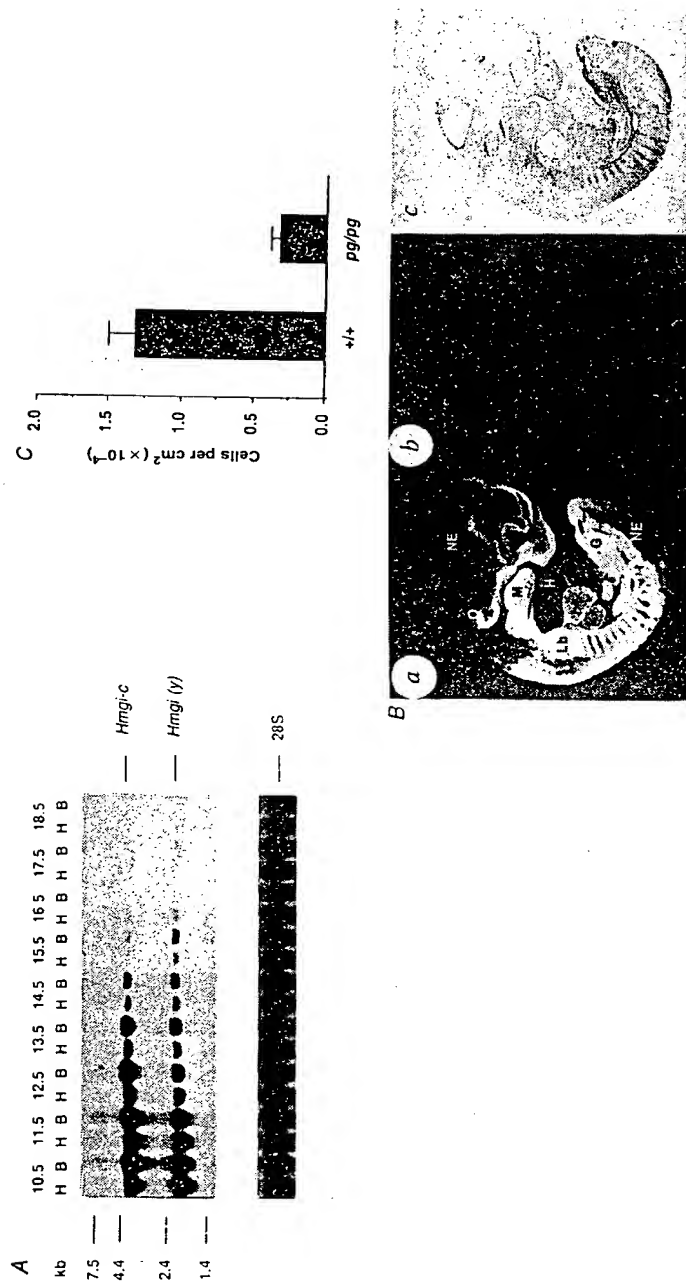 A
kb 10.5 11.5 12.5 13.5 14.5 15.5 16.5 17.5 18.5
H B H B H B H B H B H B H B H B H B
7.5
4.4
2.4
1.4
Hmgi-c
Hmgi (y)
28S
C
Cells per cm² (× 10⁻⁴)
2.0
1.5
1.0
0.5
0.0
+/+
pg/pg
B
a
NE
M
H
Lb
G
NE
b
c